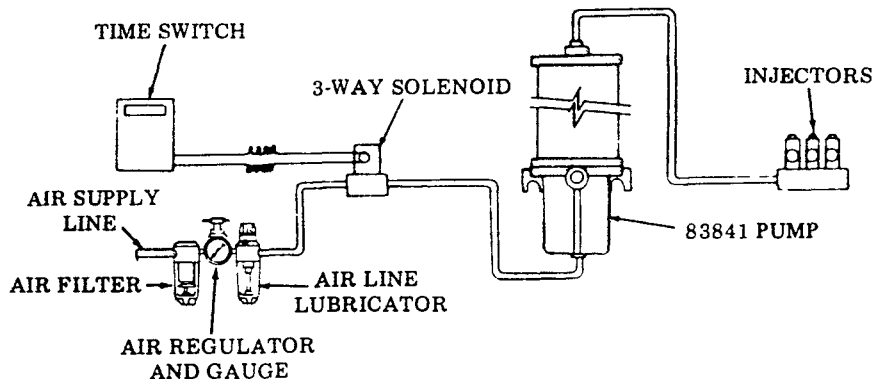 TIME SWITCH
3-WAY SOLENOID
INJECTORS
AIR SUPPLY
LINE
83841 PUMP
AIR FILTER
AIR LINE
LUBRICATOR
AIR REGULATOR
AND GAUGE